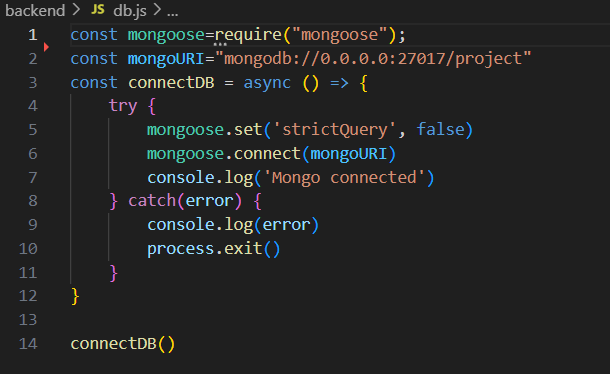 backend > JS db.js > ...
1 const mongoose=require("mongoose");
2 const mongoURI="mongodb://0.0.0.0:27017/project"
3 const connectDB = async () => {
4     try {
5         mongoose.set('strictQuery', false)
6         mongoose.connect(mongoURI)
7         console.log('Mongo connected')
8     } catch(error) {
9         console.log(error)
10         process.exit()
11     }
12 }
13
14 connectDB()